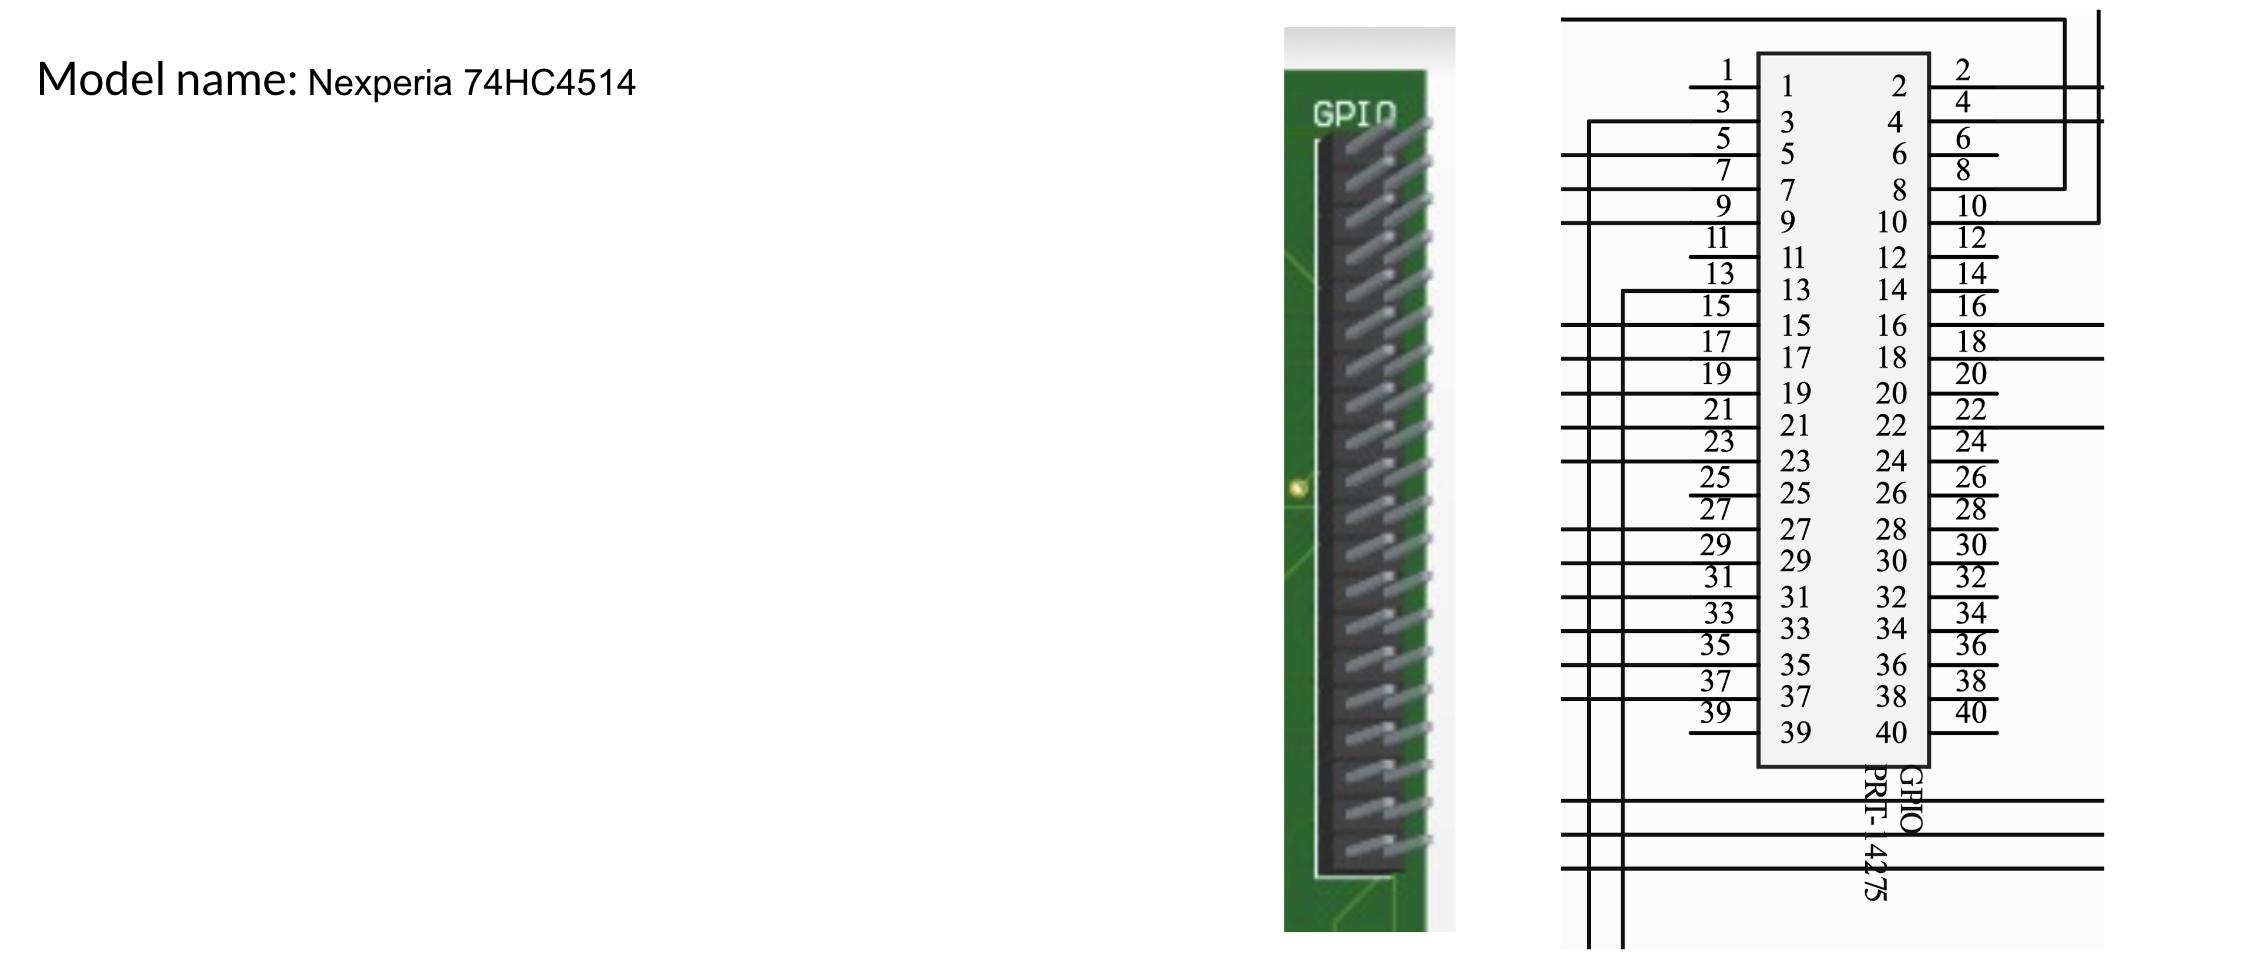 Model name: Nexperia 74HC4514
GPIO
1 1 2 2
3 3 4 4
5 5 6 6
7 7 8 8
9 9 10 10
11 11 12 12
13 13 14 14
15 15 16 16
17 17 18 18
19 19 20 20
21 21 22 22
23 23 24 24
25 25 26 26
27 27 28 28
29 29 30 30
31 31 32 32
33 33 34 34
35 35 36 36
37 37 38 38
39 39 40 40
GPIO
PRT-14275